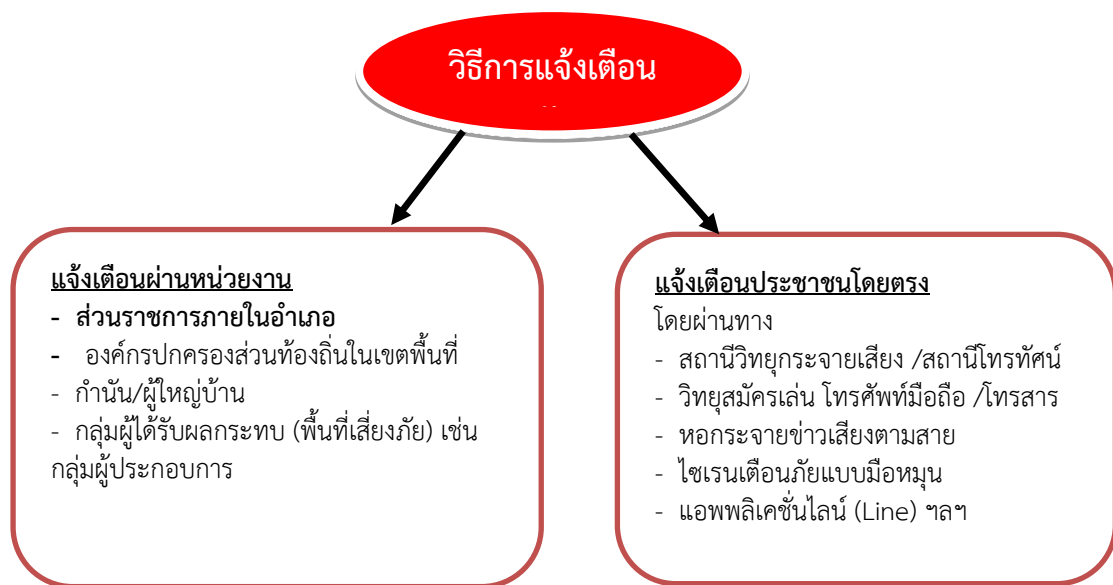 วิธีการแจ้งเตือน
แจ้งเตือนผ่านหน่วยงาน
- ส่วนราชการภายในอำเภอ
- องค์กรปกครองส่วนท้องถิ่นในเขตพื้นที่
- กำนัน/ผู้ใหญ่บ้าน
- กลุ่มผู้ได้รับผลกระทบ (พื้นที่เสี่ยงภัย) เช่น
กลุ่มผู้ประกอบการ
แจ้งเตือนประชาชนโดยตรง
โดยผ่านทาง
- สถานีวิทยุกระจายเสียง /สถานีโทรทัศน์
- วิทยุสมัครเล่น โทรศัพท์มือถือ /โทรสาร
- หอกระจายข่าวเสียงตามสาย
- ไซเรนเตือนภัยแบบมือหมุน
- แอพพลิเคชั่นไลน์ (Line) ฯลฯ